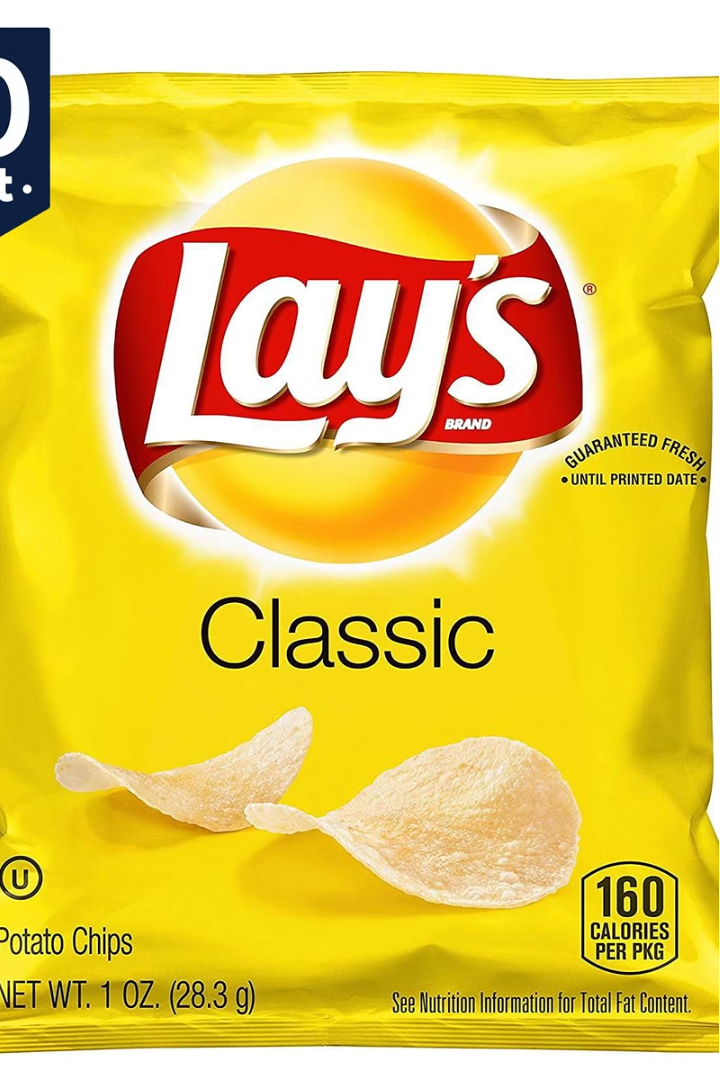 0
t.
Lay's
®
BRAND
GUARANTEED FRESH
• UNTIL PRINTED DATE •
Classic
U
160
CALORIES
PER PKG
Potato Chips
NET WT. 1 OZ. (28.3 g)
See Nutrition Information for Total Fat Content.